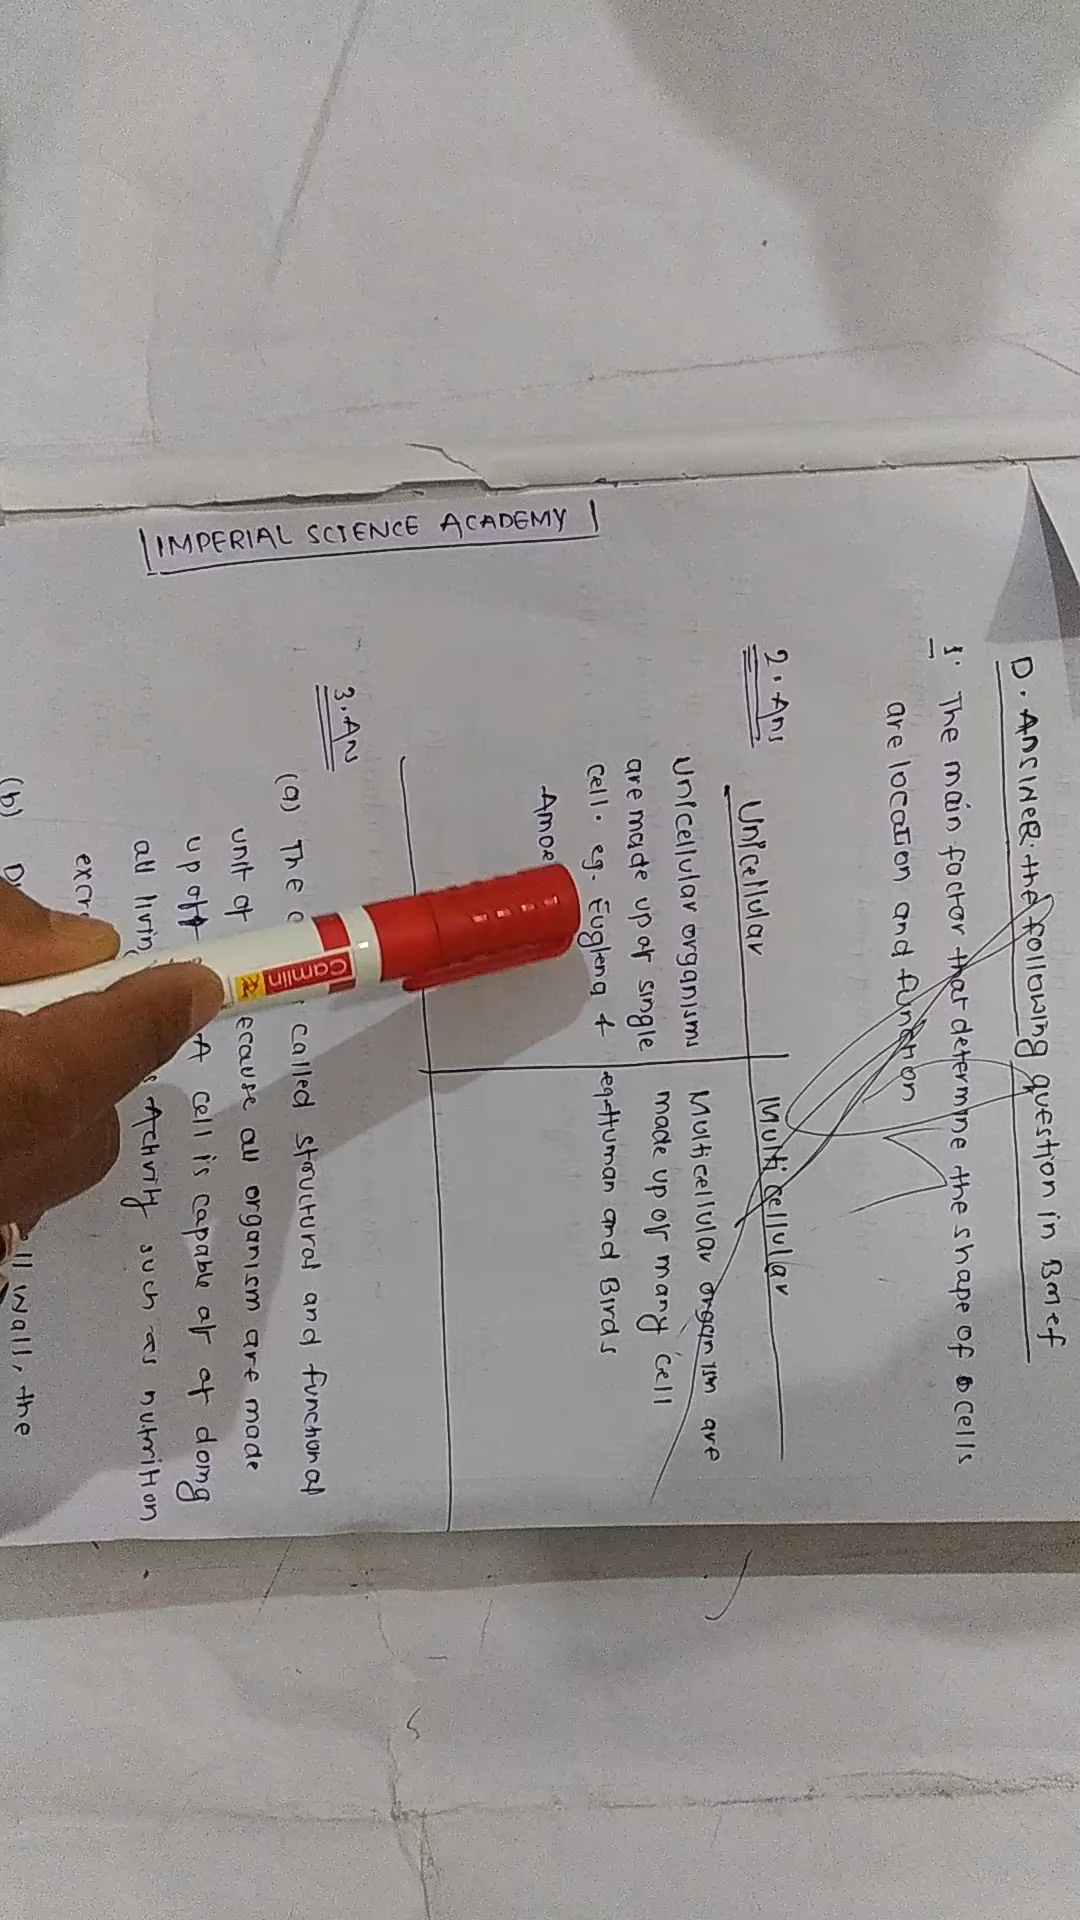 IMPERIAL SCIENCE ACADEMY
D. ANSWER the following question in Brief
1. The main factor that determine the shape of cells
are location and function
2. Ans
Unicellular
Multicellular
Unicellular organisms
are made up of single
cell. eg. Euglena +
Amoe
Multicellular organism are
made up of many cell
eg-Human and Birds
3. AN
(a) The called structural and functional
unit of ecause all organism are made
up of A cell is capable of of doing
all livin Activity such as nutrition
excr
(b) ll wall, the
Camlin